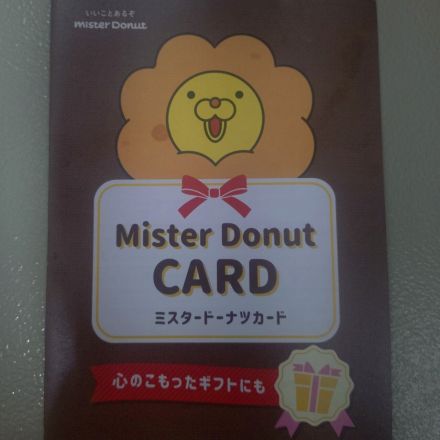 いいことあるぞ
mister Donut
Mister Donut
CARD
ミスタードーナツカード
心のこもったギフトにも